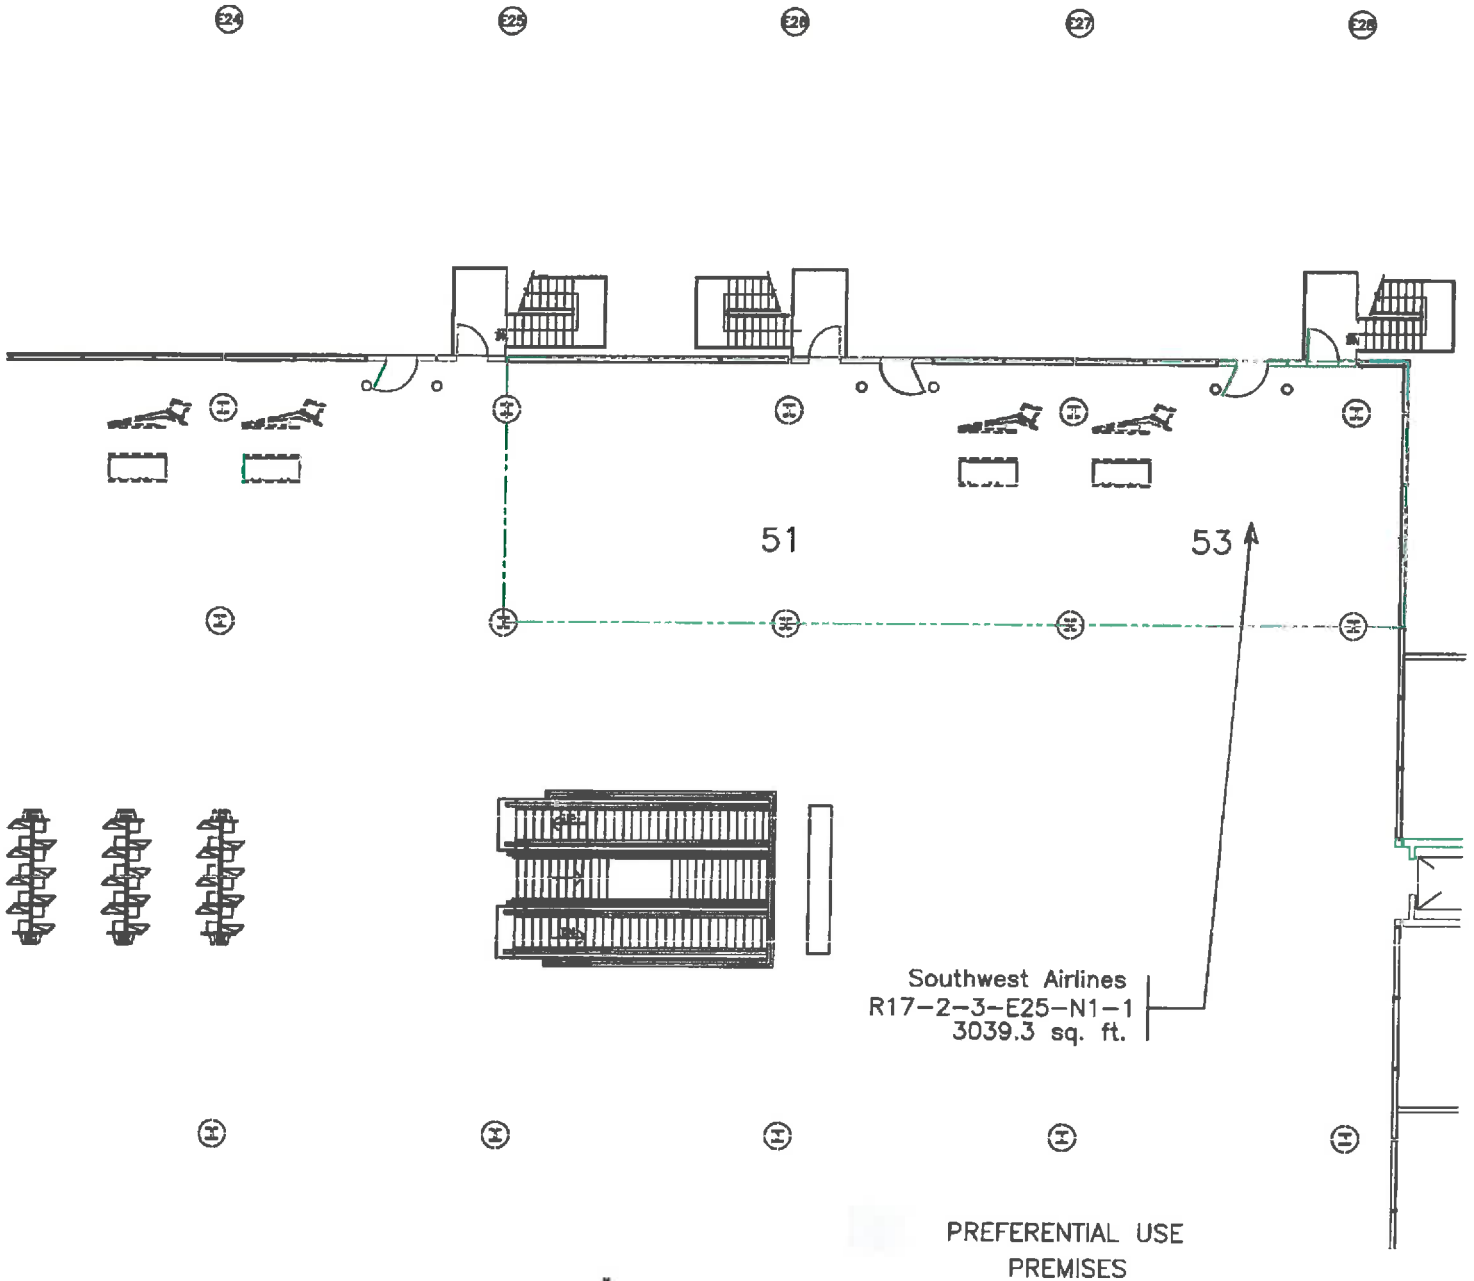 E24 E25 E26 E27 E28
51
53
Southwest Airlines
R17-2-3-E25-N1-1
3039.3 sq. ft.
PREFERENTIAL USE
PREMISES